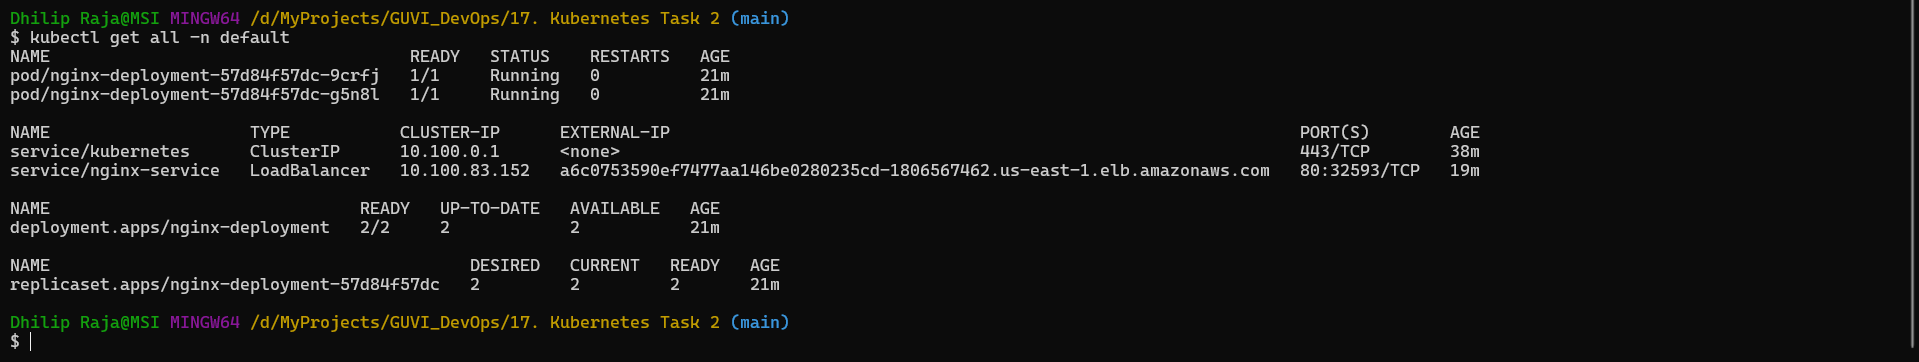 Dhilip Raja@MSI MINGW64 /d/MyProjects/GUVI_DevOps/17. Kubernetes Task 2 (main)
$ kubectl get all -n default
NAME                                    READY   STATUS    RESTARTS   AGE
pod/nginx-deployment-57d84f57dc-9crfj   1/1     Running   0          21m
pod/nginx-deployment-57d84f57dc-g5n8l   1/1     Running   0          21m

NAME                    TYPE           CLUSTER-IP      EXTERNAL-IP                                                               PORT(S)        AGE
service/kubernetes      ClusterIP      10.100.0.1      <none>                                                                    443/TCP        38m
service/nginx-service   LoadBalancer   10.100.83.152   a6c0753590ef7477aa146be0280235cd-1806567462.us-east-1.elb.amazonaws.com   80:32593/TCP   19m

NAME                               READY   UP-TO-DATE   AVAILABLE   AGE
deployment.apps/nginx-deployment   2/2     2            2           21m

NAME                                          DESIRED   CURRENT   READY   AGE
replicaset.apps/nginx-deployment-57d84f57dc   2         2         2       21m

Dhilip Raja@MSI MINGW64 /d/MyProjects/GUVI_DevOps/17. Kubernetes Task 2 (main)
$